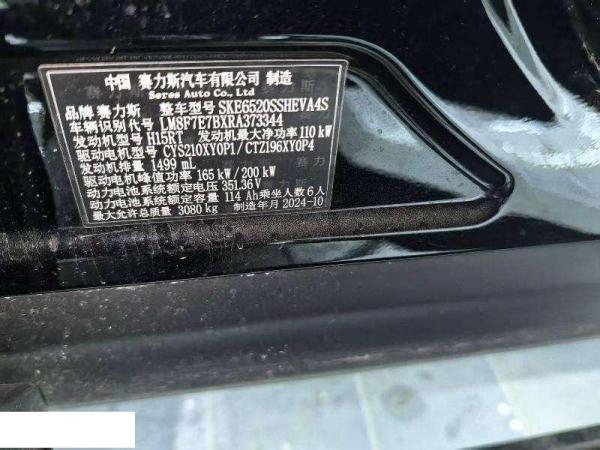 中国 赛力斯汽车有限公司 制造
Seres Auto Co., Ltd
品牌 赛力斯 整车型号 SKE6520SSHEVA4S
车辆识别代号 LM8F7E7BXRA373344
发动机型号 H15RT 发动机最大净功率 110 kW
驱动电机型号 CYS210XY0P1/CTZ196XY0P4
发动机排量 1499 mL
驱动电机峰值功率 165 kW/200 kW
动力电池系统额定电压 351.36V
动力电池系统额定容量 114 Ah 乘坐人数 6人
最大允许总质量 3080 kg 制造年月 2024-10